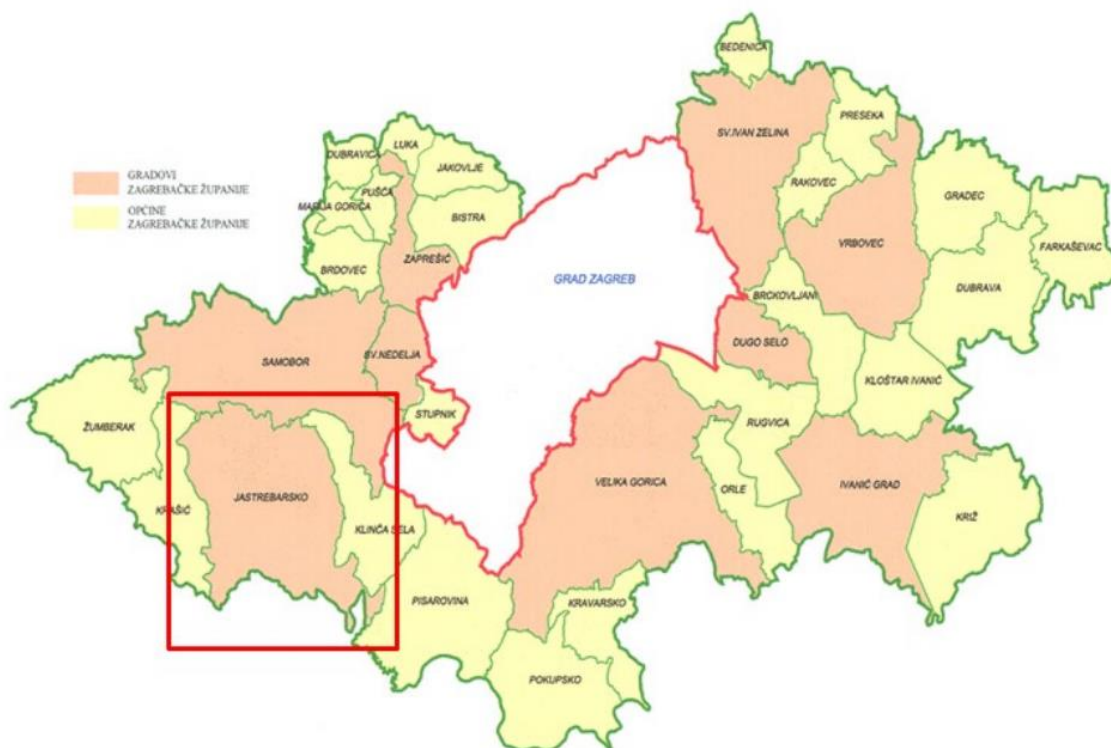 BEDENICA
PRESEKA
SV.IVAN ZELINA
LUKA
DUBRAVICA
JAKOVLJE
GRADOVI
ZAGREBAČKE ŽUPANIJE
PUŠĆA
RAKOVEC
GRADEC
MARIJA GORICA
OPĆINE
ZAGREBAČKE ŽUPANIJE
BISTRA
VRBOVEC
FARKAŠEVAC
ZAPREŠIĆ
BRDOVEC
GRAD ZAGREB
DUBRAVA
BRCKOVLJANI
DUGO SELO
SV.NEDELJA
SAMOBOR
KLOŠTAR IVANIĆ
STUPNIK
RUGVICA
ŽUMBERAK
VELIKA GORICA
IVANIĆ GRAD
ORLE
JASTREBARSKO
KRAŠIĆ
KRIŽ
KLINČA SELA
PISAROVINA
KRAVARSKO
POKUPSKO